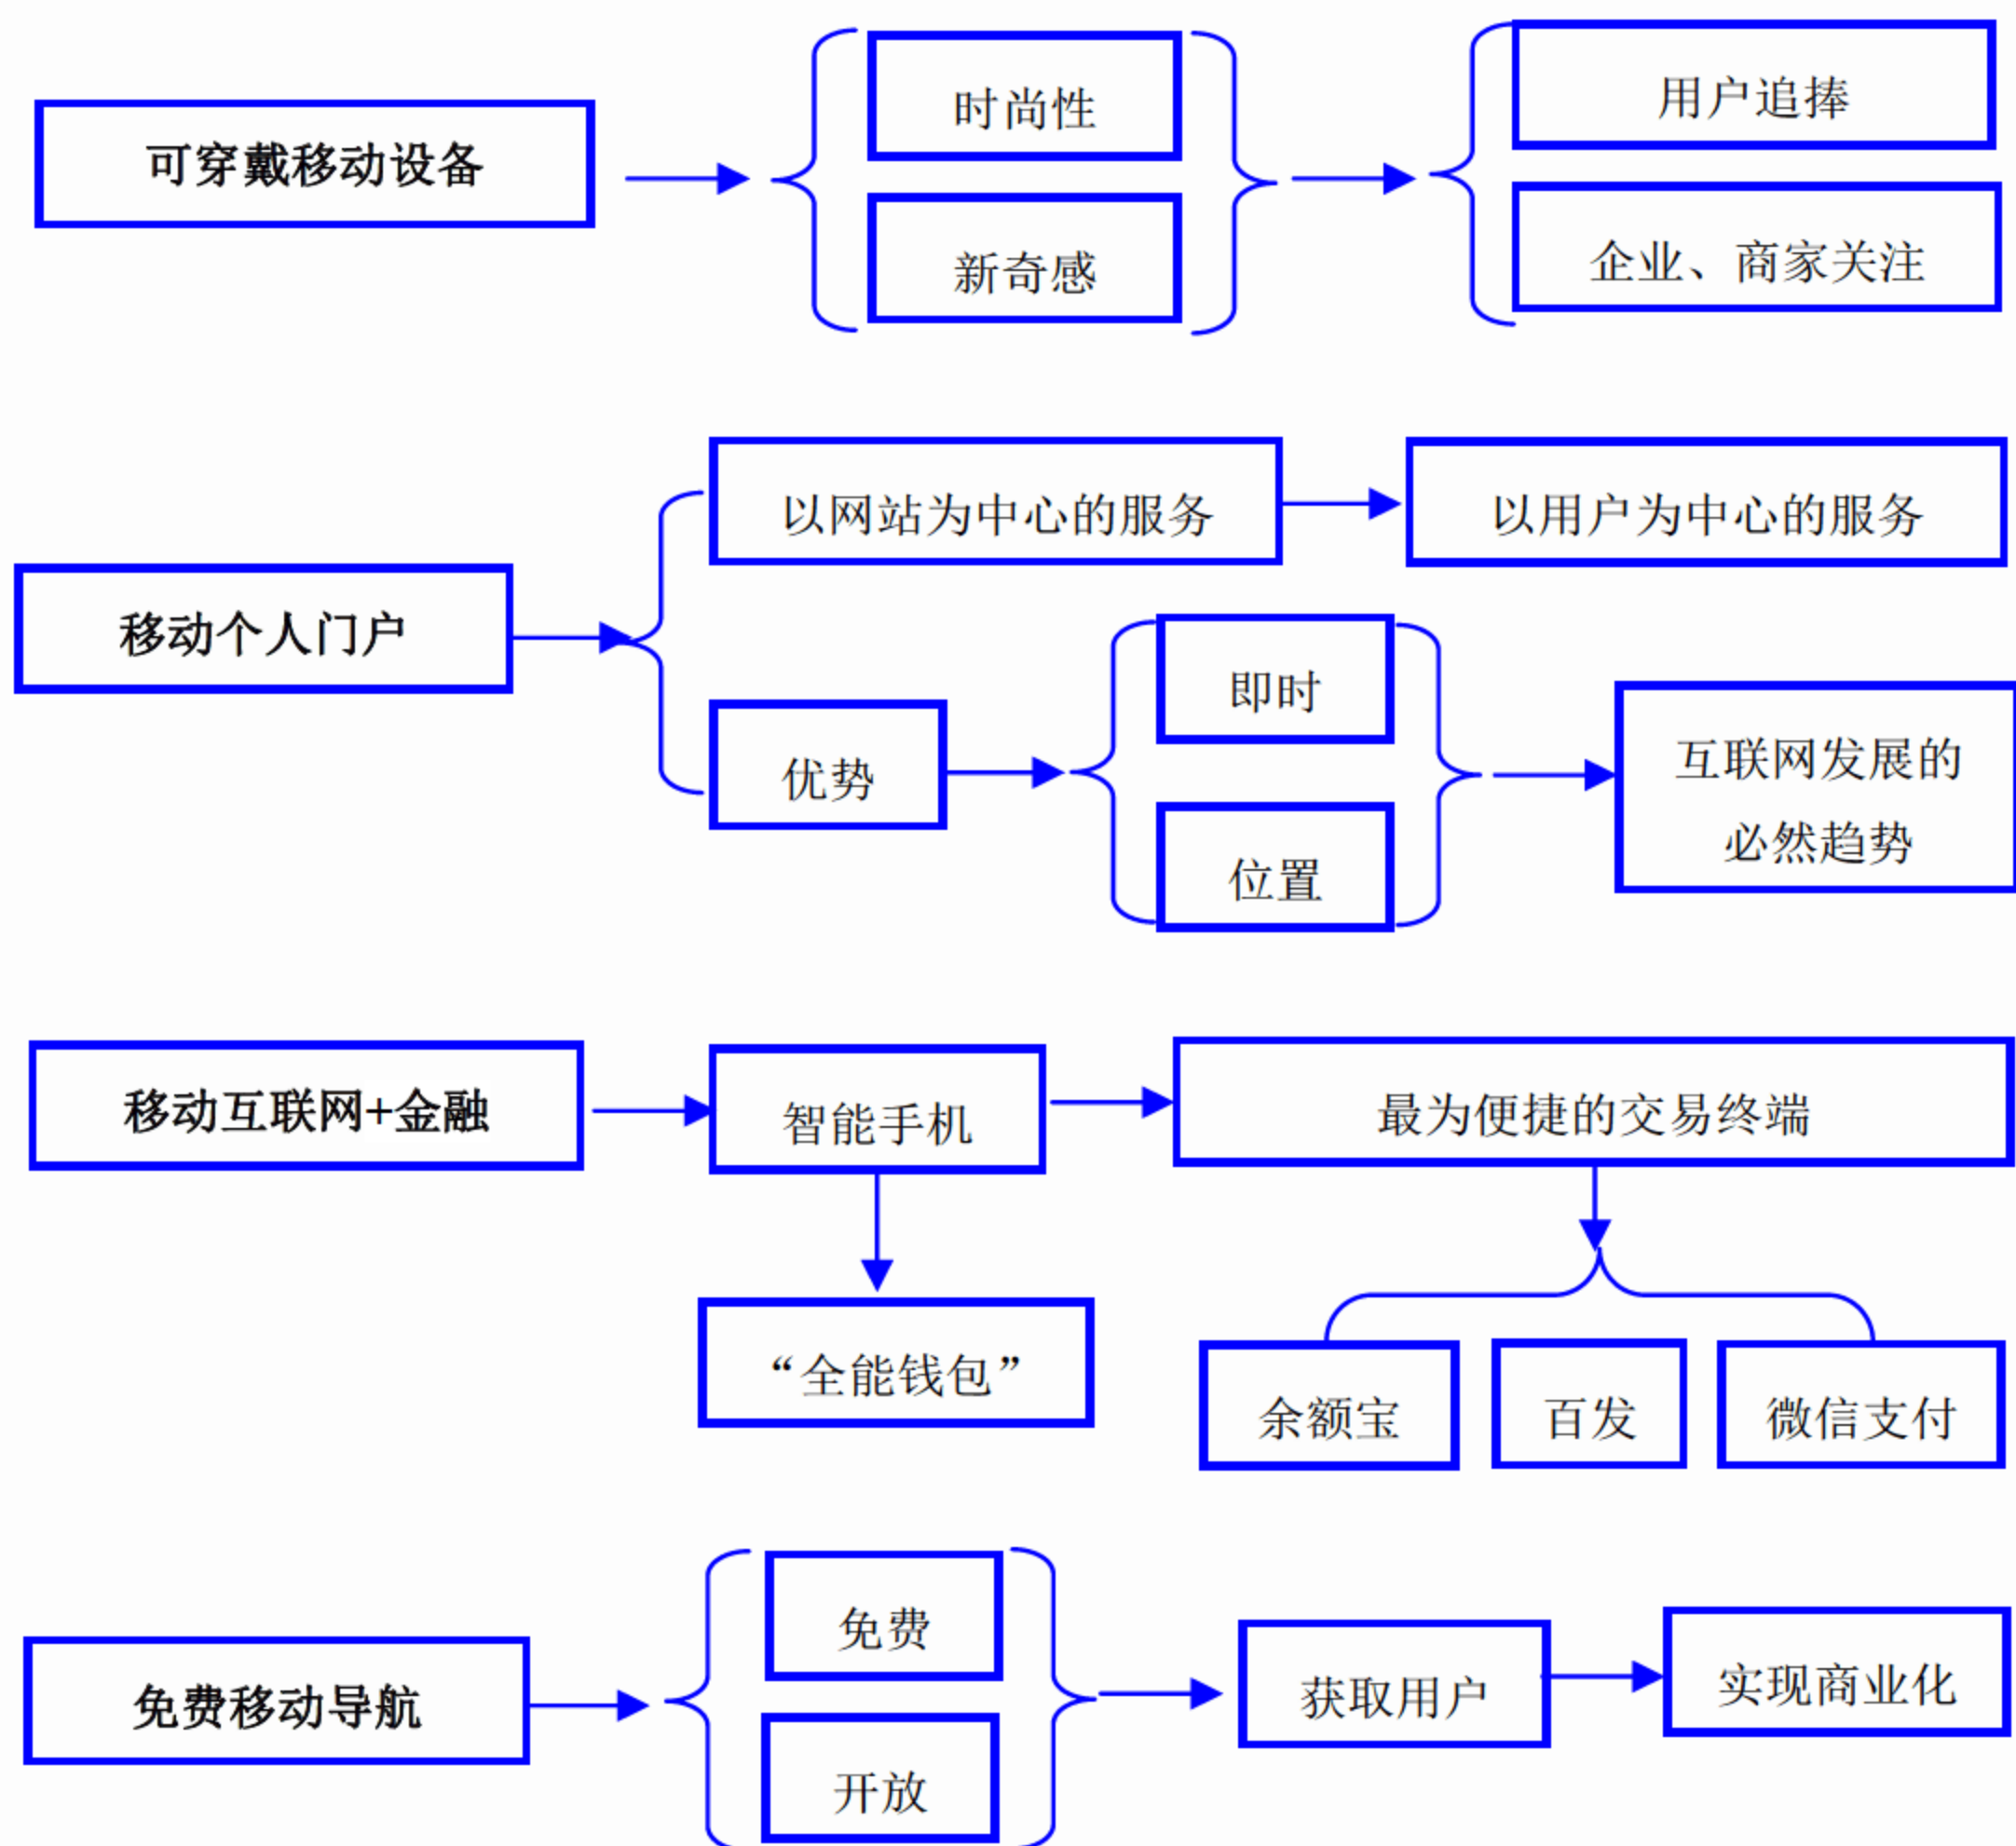 可穿戴移动设备
时尚性
新奇感
用户追捧
企业、商家关注
移动个人门户
以网站为中心的服务
以用户为中心的服务
优势
即时
位置
互联网发展的
必然趋势
移动互联网+金融
智能手机
最为便捷的交易终端
“全能钱包”
余额宝
百发
微信支付
免费移动导航
免费
开放
获取用户
实现商业化